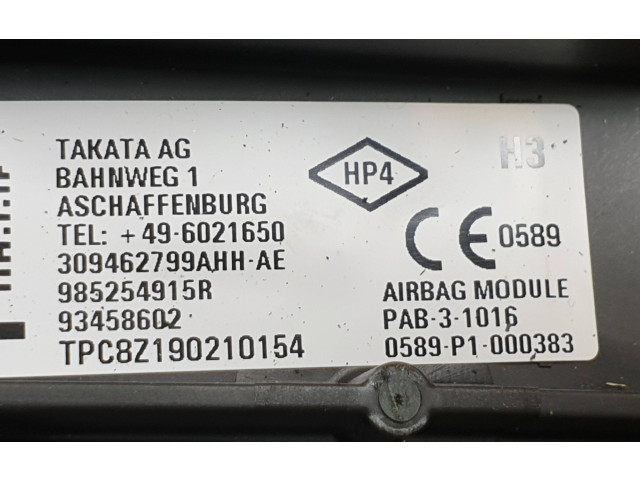 TAKATA AG
BAHNWEG 1
ASCHAFFENBURG
TEL: +49-6021650
309462799AHH-AE
985254915R
93458602
TPC8Z190210154
HP4
H3
CE 0589
AIRBAG MODULE
PAB-3-1016
0589-P1-000383